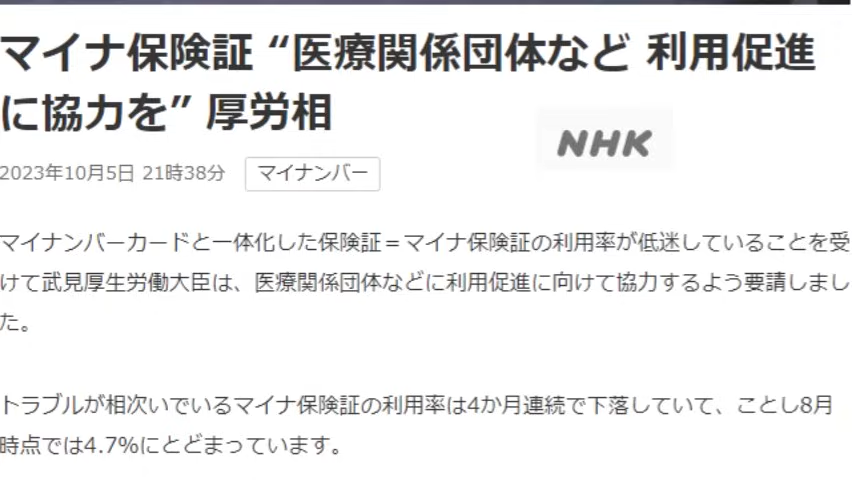 マイナ保険証 “医療関係団体など 利用促進
に協力を” 厚労相
NHK
2023年10月5日 21時38分 マイナンバー
マイナンバーカードと一体化した保険証＝マイナ保険証の利用率が低迷していることを受
けて武見厚生労働大臣は、医療関係団体などに利用促進に向けて協力するよう要請しまし
た。
トラブルが相次いでいるマイナ保険証の利用率は4か月連続で下落していて、ことし8月
時点では4.7%にとどまっています。